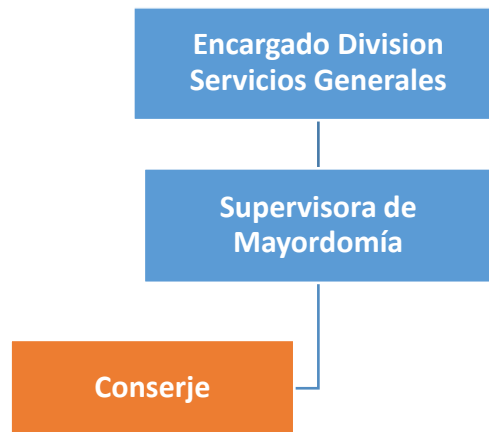 Encargado Division
Servicios Generales
Supervisora de
Mayordomía
Conserje